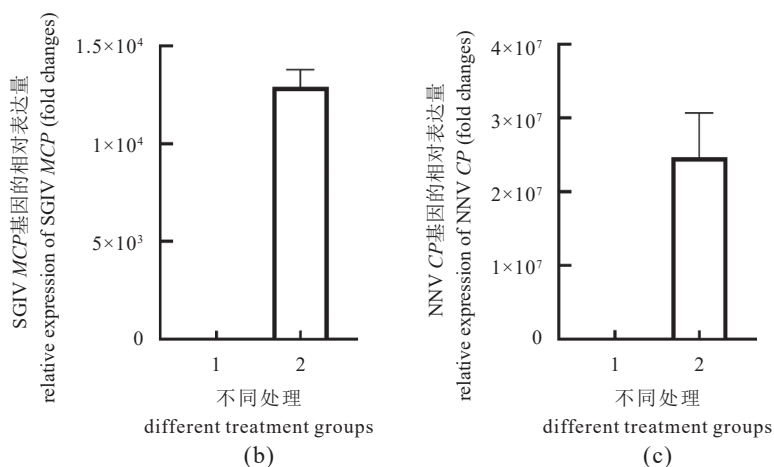 SGIV MCP基因的相对表达量
relative expression of SGIV MCP (fold changes)
1.5×10⁴
1×10⁴
5×10³
0
1
2
不同处理
different treatment groups
(b)
NNV CP基因的相对表达量
relative expression of NNV CP (fold changes)
4×10⁷
3×10⁷
2×10⁷
1×10⁷
0
1
2
不同处理
different treatment groups
(c)